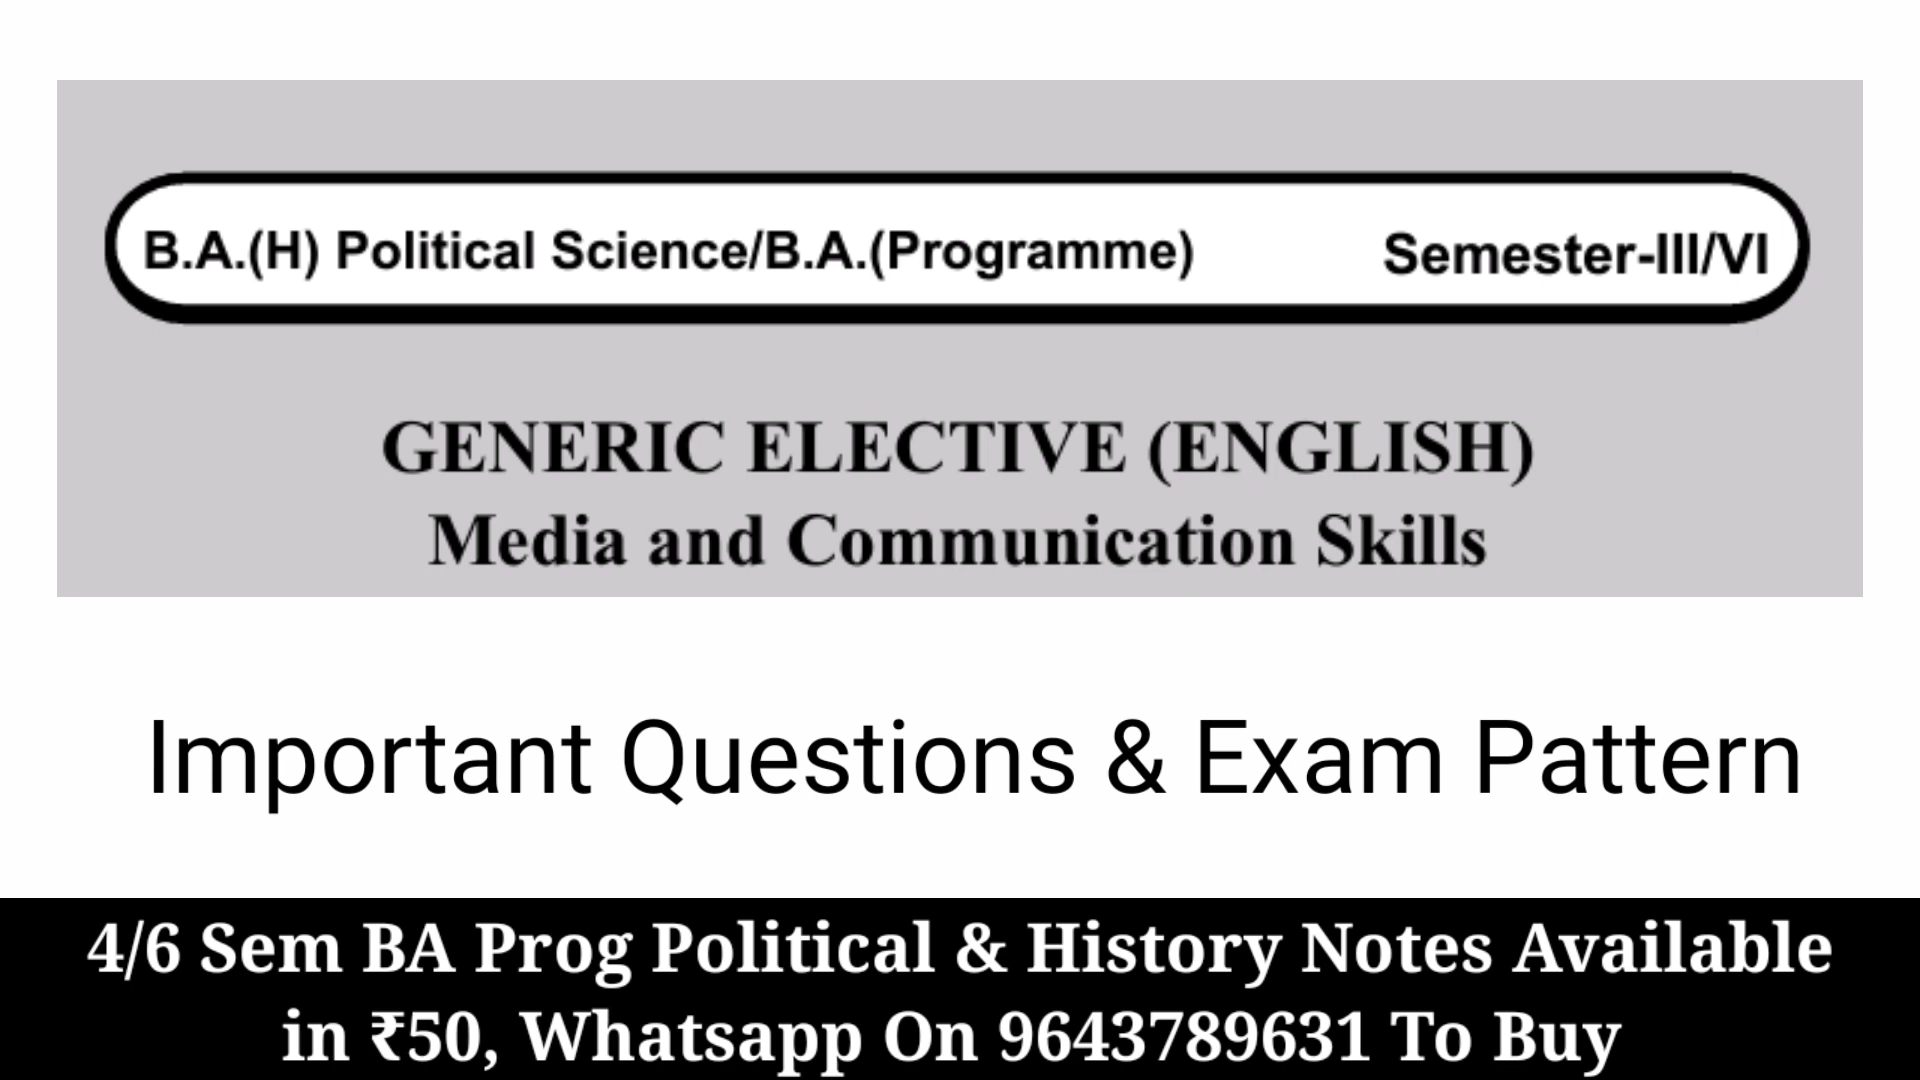 B.A.(H) Political Science/B.A.(Programme) Semester-III/VI
GENERIC ELECTIVE (ENGLISH)
Media and Communication Skills
Important Questions & Exam Pattern
4/6 Sem BA Prog Political & History Notes Available
in ₹50, Whatsapp On 9643789631 To Buy